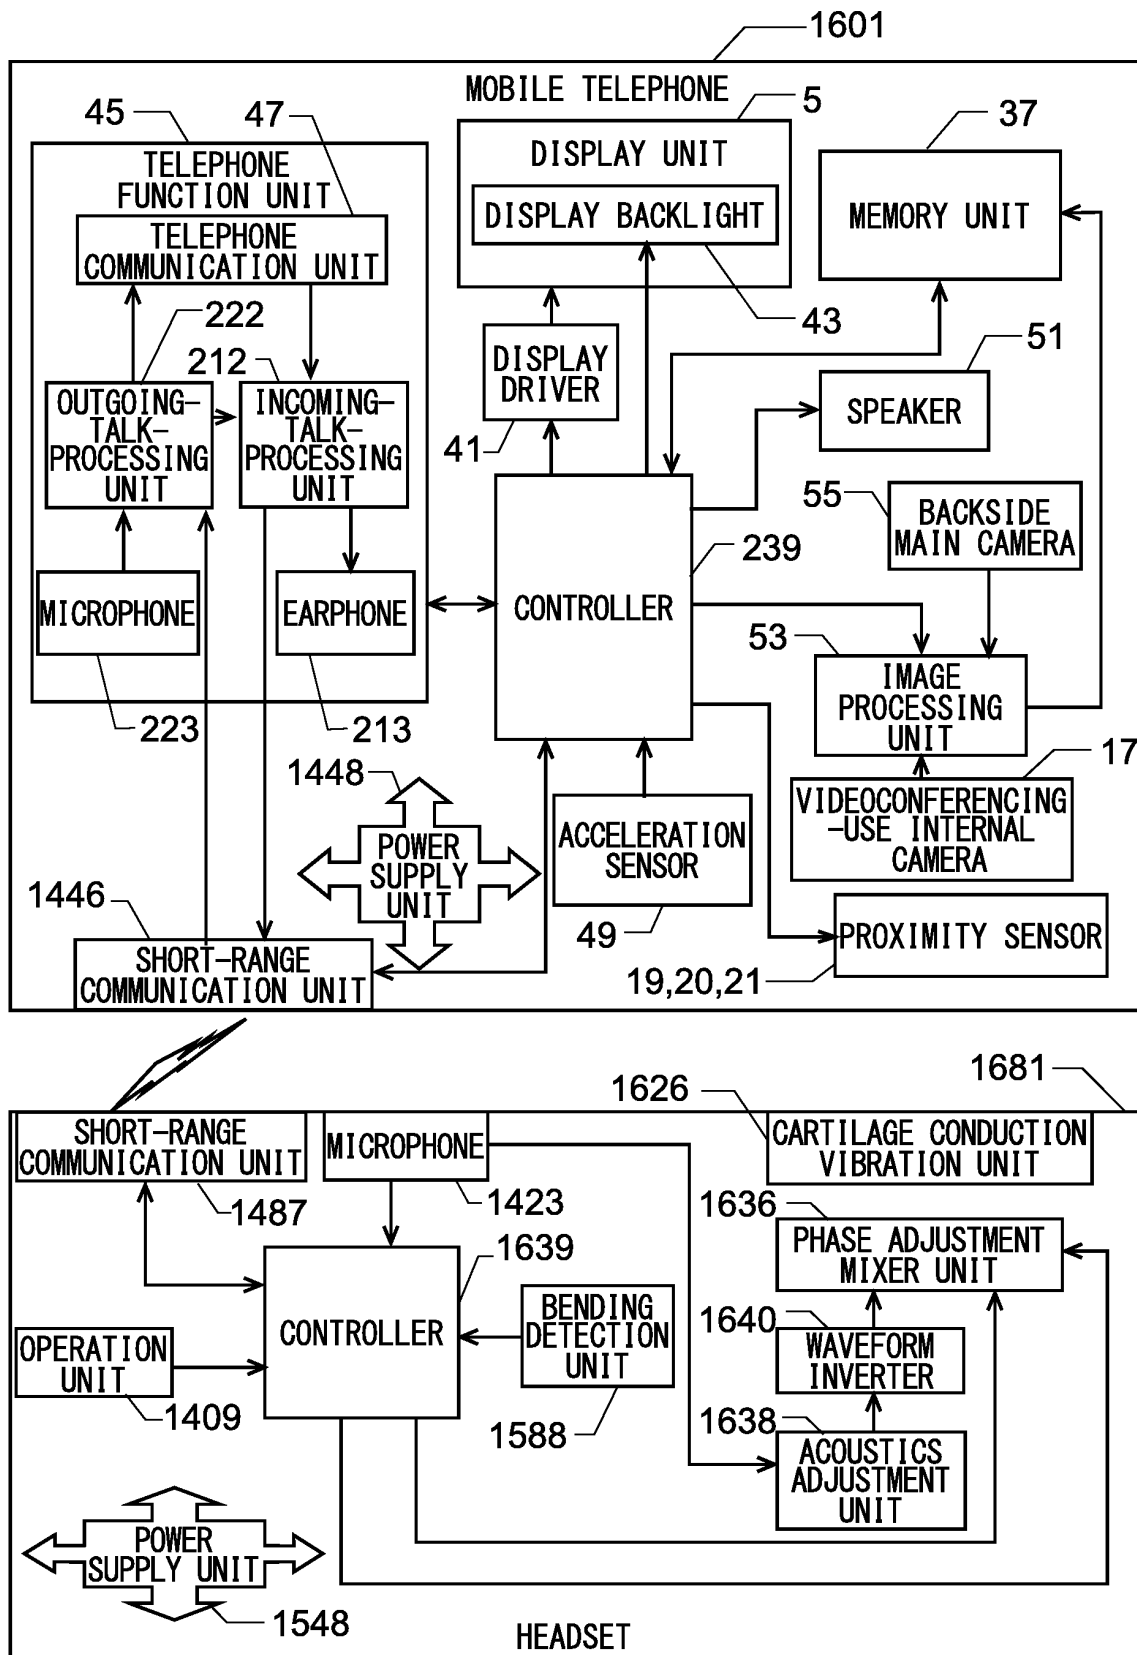 1601
MOBILE TELEPHONE
45
47
5
37
TELEPHONE
FUNCTION UNIT
TELEPHONE
COMMUNICATION UNIT
DISPLAY UNIT
DISPLAY BACKLIGHT
MEMORY UNIT
222
212
43
51
DISPLAY
DRIVER
41
SPEAKER
OUTGOING-
TALK-
PROCESSING
UNIT
INCOMING-
TALK-
PROCESSING
UNIT
55
BACKSIDE
MAIN CAMERA
239
MICROPHONE
EARPHONE
CONTROLLER
53
IMAGE
PROCESSING
UNIT
223
213
17
1448
POWER
SUPPLY
UNIT
ACCELERATION
SENSOR
VIDEOCONFERENCING
-USE INTERNAL
CAMERA
1446
49
SHORT-RANGE
COMMUNICATION UNIT
PROXIMITY SENSOR
19,20,21
1681
1626
SHORT-RANGE
COMMUNICATION UNIT
MICROPHONE
CARTILAGE CONDUCTION
VIBRATION UNIT
1487
1423
1636
PHASE ADJUSTMENT
MIXER UNIT
1639
CONTROLLER
BENDING
DETECTION
UNIT
1640
WAVEFORM
INVERTER
OPERATION
UNIT
1409
1588
1638
ACOUSTICS
ADJUSTMENT
UNIT
POWER
SUPPLY UNIT
1548
HEADSET